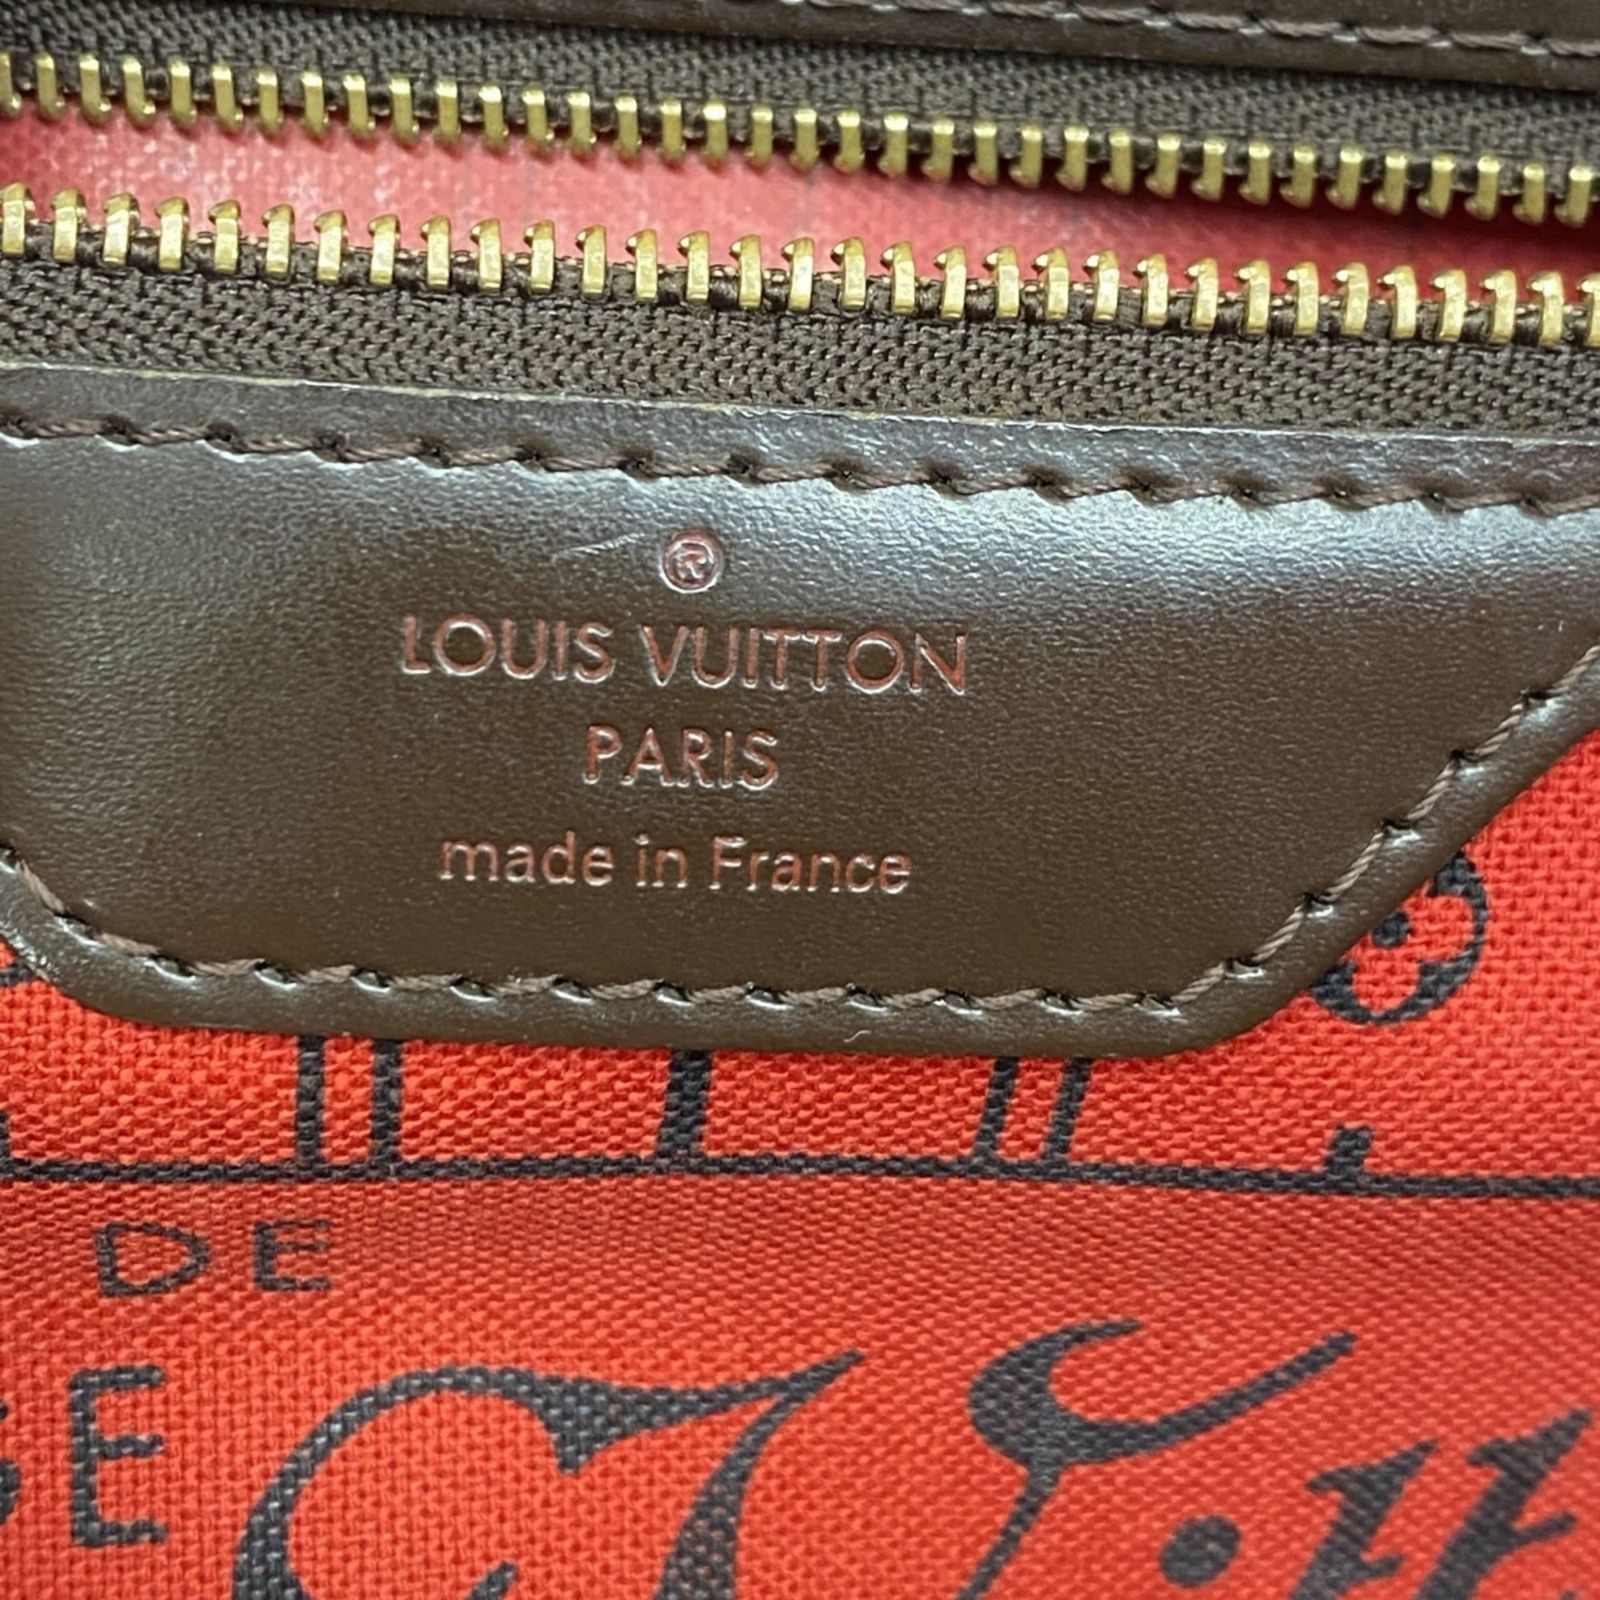 ®
LOUIS VUITTON
PARIS
made in France
DE